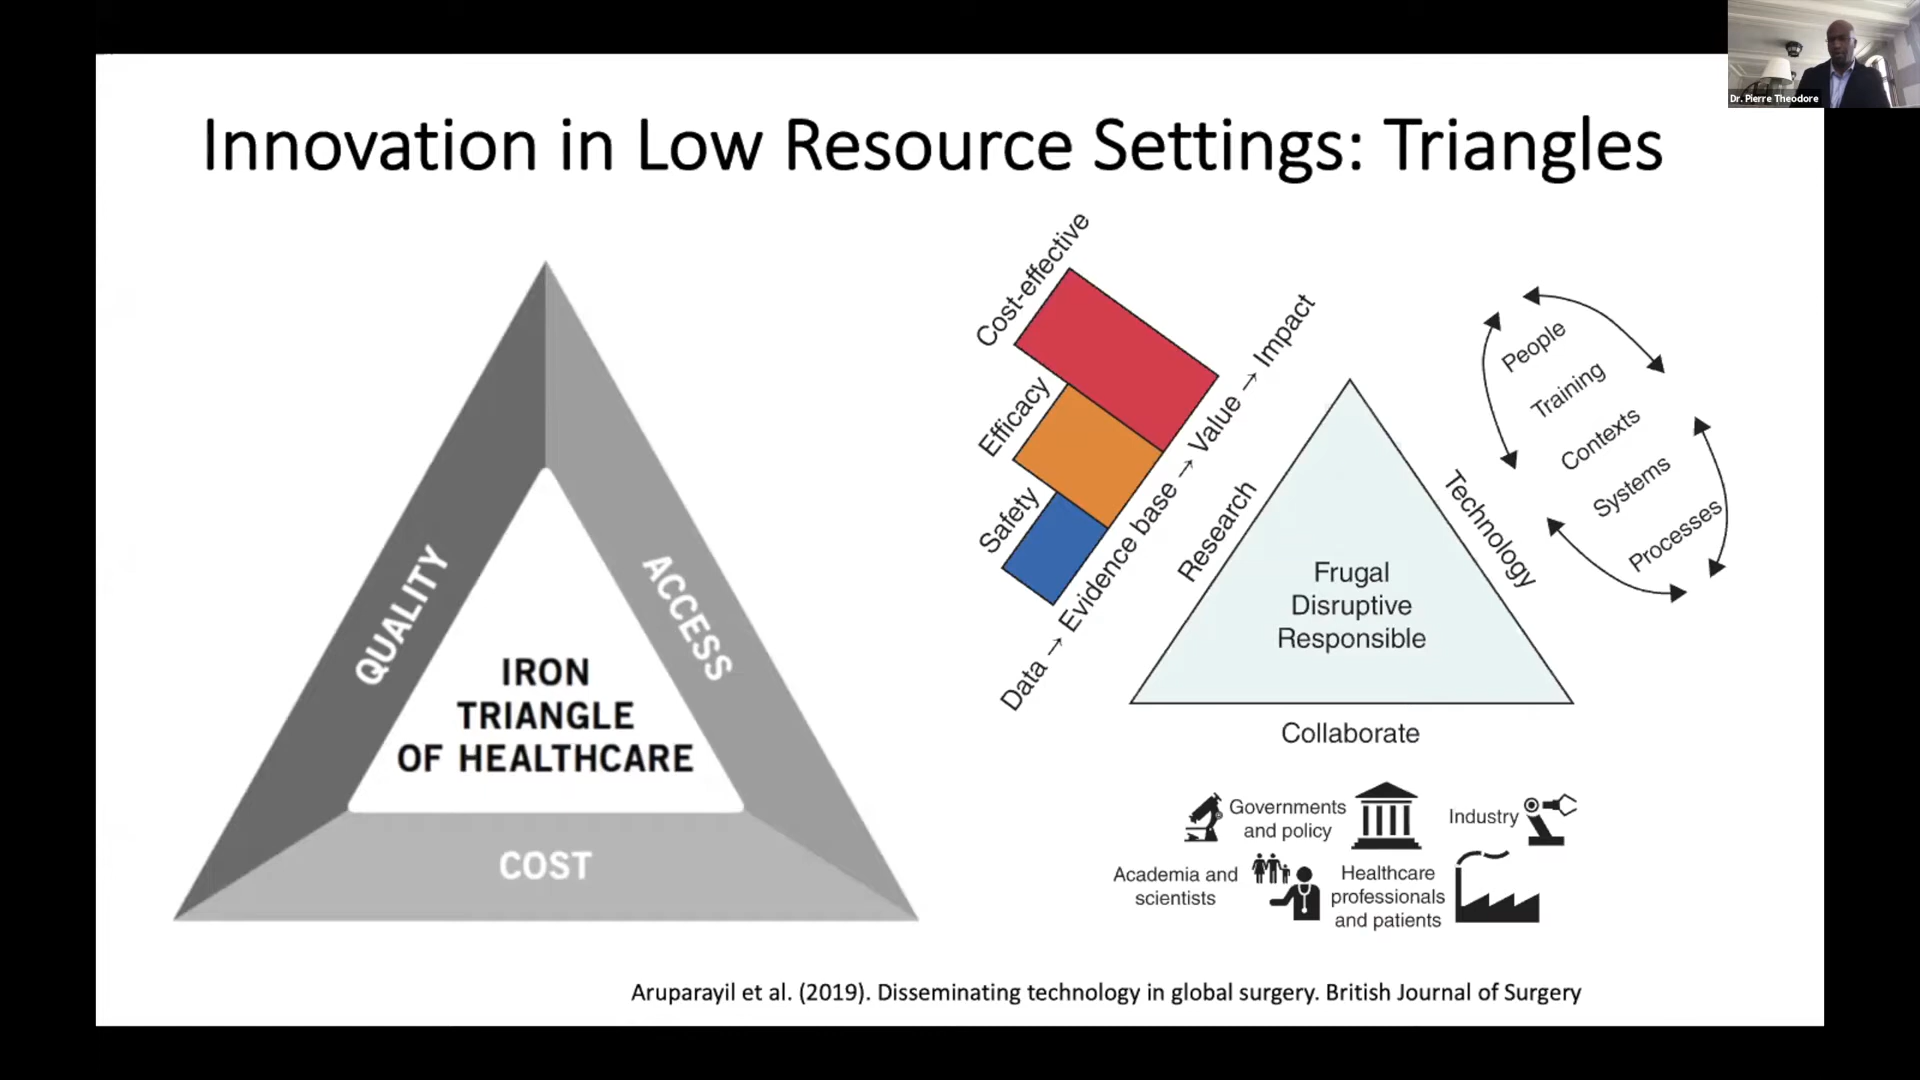 Dr. Pierre Theodore
Innovation in Low Resource Settings: Triangles
QUALITY
ACCESS
IRON
TRIANGLE
OF HEALTHCARE
COST
Cost-effective
Efficacy
Safety
Data → Evidence base → Value → Impact
Research
Technology
People
Training
Contexts
Systems
Processes
Frugal
Disruptive
Responsible
Collaborate
Governments
and policy
Industry
Academia and
scientists
Healthcare
professionals
and patients
Aruparayil et al. (2019). Disseminating technology in global surgery. British Journal of Surgery